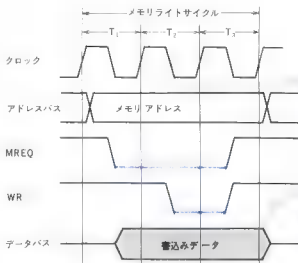 メモリライトサイクル
T₁ T₂ T₃
クロック
アドレスバス メモリ アドレス
MREQ
WR
データバス 書込みデータ